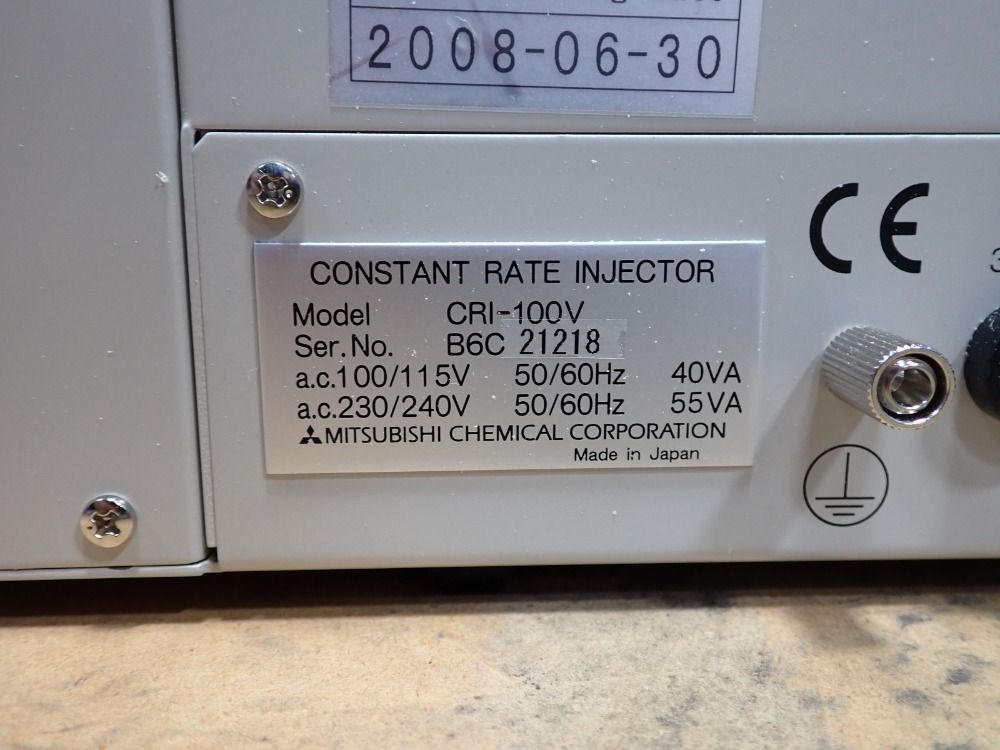 2008-06-30
CE
CONSTANT RATE INJECTOR
Model CRI-100V
Ser.No. B6C 21218
a.c.100/115V 50/60Hz 40VA
a.c.230/240V 50/60Hz 55VA
MITSUBISHI CHEMICAL CORPORATION
Made in Japan